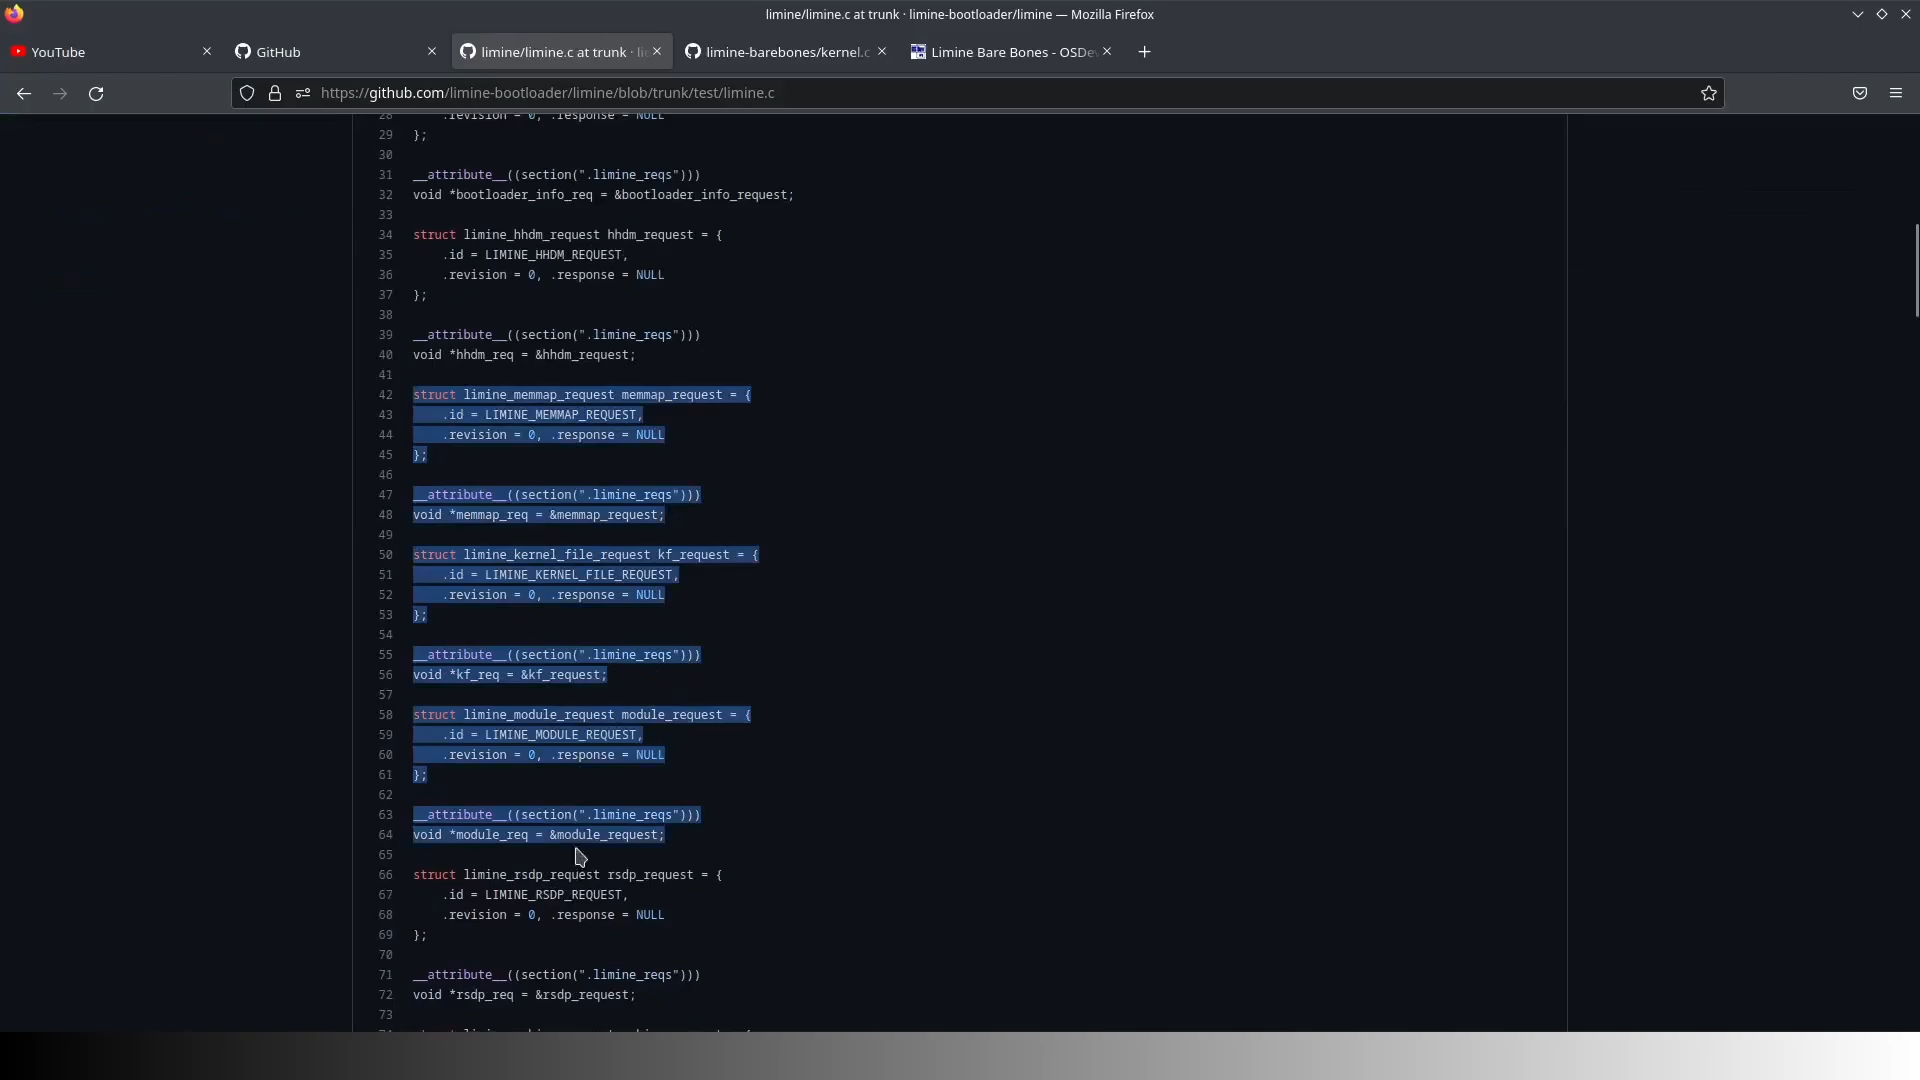 limine/limine.c at trunk · limine-bootloader/limine — Mozilla Firefox
YouTube
GitHub
limine/limine.c at trunk · li
limine-barebones/kernel.c
Limine Bare Bones - OSDev
https://github.com/limine-bootloader/limine/blob/trunk/test/limine.c
28 .revision = 0, .response = NULL
29 };
30
31 __attribute__((section(".limine_reqs")))
32 void *bootloader_info_req = &bootloader_info_request;
33
34 struct limine_hhdm_request hhdm_request = {
35 .id = LIMINE_HHDM_REQUEST,
36 .revision = 0, .response = NULL
37 };
38
39 __attribute__((section(".limine_reqs")))
40 void *hhdm_req = &hhdm_request;
41
42 struct limine_memmap_request memmap_request = {
43 .id = LIMINE_MEMMAP_REQUEST,
44 .revision = 0, .response = NULL
45 };
46
47 __attribute__((section(".limine_reqs")))
48 void *memmap_req = &memmap_request;
49
50 struct limine_kernel_file_request kf_request = {
51 .id = LIMINE_KERNEL_FILE_REQUEST,
52 .revision = 0, .response = NULL
53 };
54
55 __attribute__((section(".limine_reqs")))
56 void *kf_req = &kf_request;
57
58 struct limine_module_request module_request = {
59 .id = LIMINE_MODULE_REQUEST,
60 .revision = 0, .response = NULL
61 };
62
63 __attribute__((section(".limine_reqs")))
64 void *module_req = &module_request;
65
66 struct limine_rsdp_request rsdp_request = {
67 .id = LIMINE_RSDP_REQUEST,
68 .revision = 0, .response = NULL
69 };
70
71 __attribute__((section(".limine_reqs")))
72 void *rsdp_req = &rsdp_request;
73